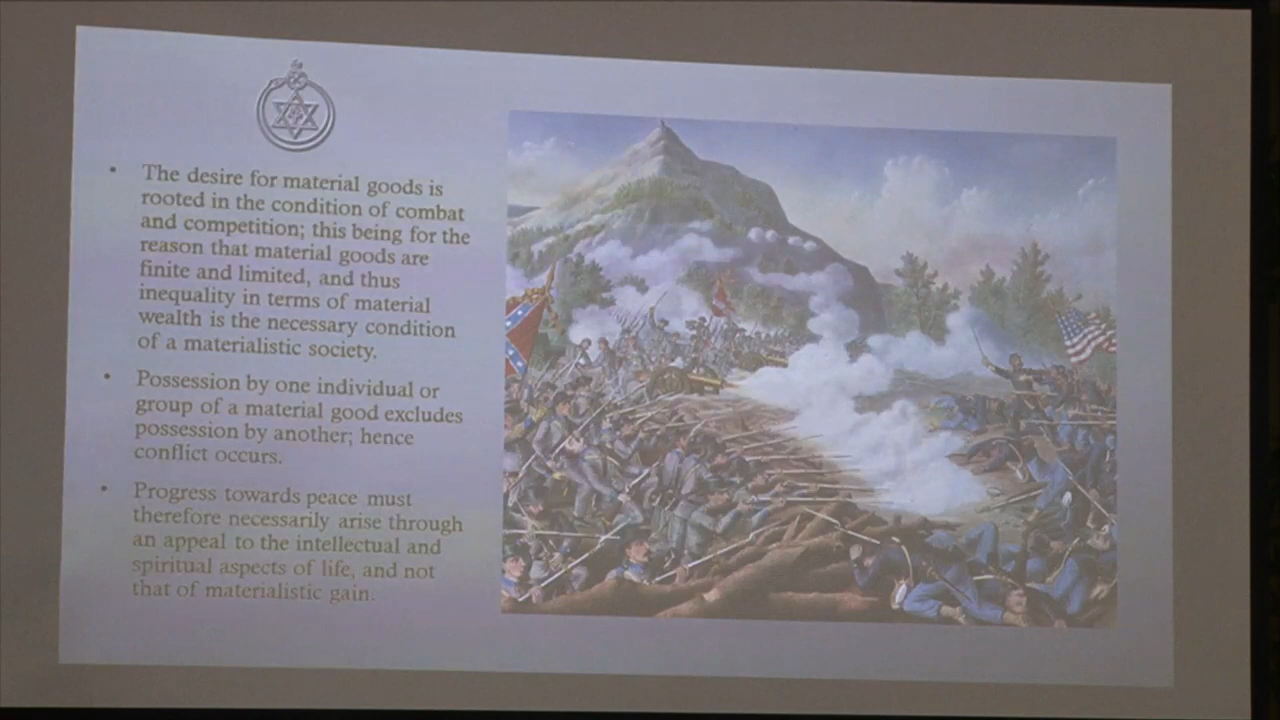 The desire for material goods is
rooted in the condition of combat
and competition; this being for the
reason that material goods are
finite and limited, and thus
inequality in terms of material
wealth is the necessary condition
of a materialistic society.
Possession by one individual or
group of a material good excludes
possession by another; hence
conflict occurs.
Progress towards peace must
therefore necessarily arise through
an appeal to the intellectual and
spiritual aspects of life, and not
that of materialistic gain.